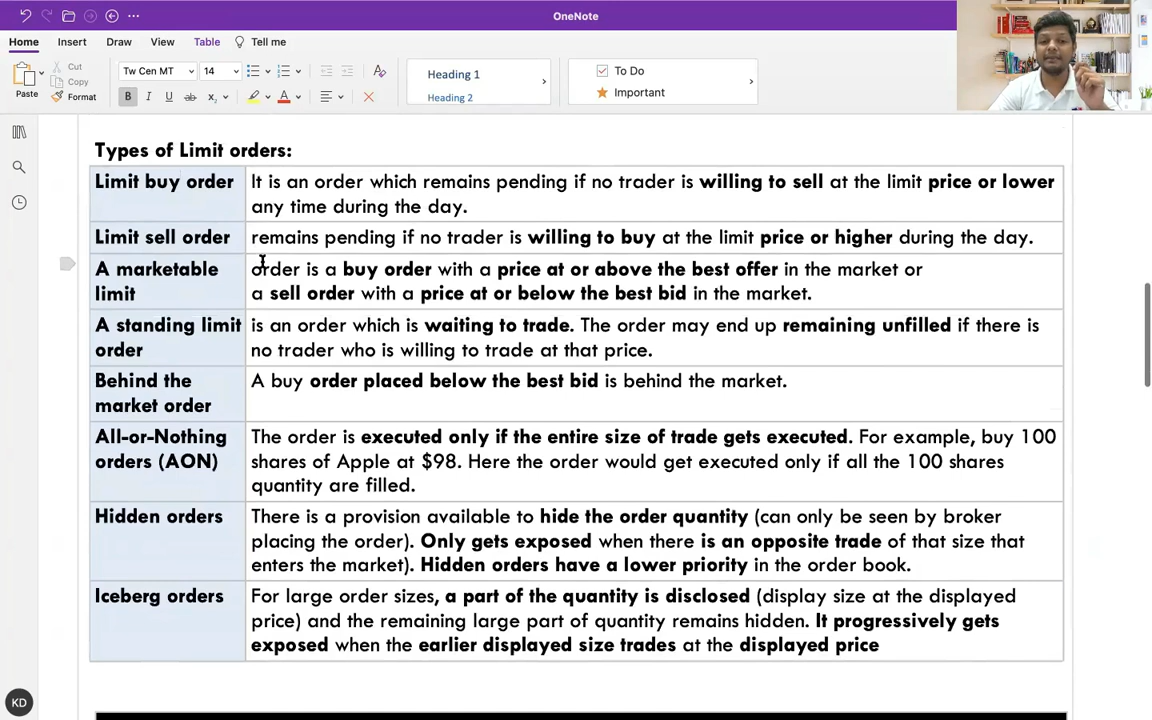 OneNote
Home Insert Draw View Table Tell me
Paste
Cut
Copy
Format
Tw Cen MT 14
B I U ab x₂ A
Heading 1
Heading 2
To Do
Important
Types of Limit orders:
Limit buy order It is an order which remains pending if no trader is willing to sell at the limit price or lower
any time during the day.
Limit sell order remains pending if no trader is willing to buy at the limit price or higher during the day.
A marketable order is a buy order with a price at or above the best offer in the market or
limit a sell order with a price at or below the best bid in the market.
A standing limit is an order which is waiting to trade. The order may end up remaining unfilled if there is
order no trader who is willing to trade at that price.
Behind the A buy order placed below the best bid is behind the market.
market order
All-or-Nothing The order is executed only if the entire size of trade gets executed. For example, buy 100
orders (AON) shares of Apple at $98. Here the order would get executed only if all the 100 shares
quantity are filled.
Hidden orders There is a provision available to hide the order quantity (can only be seen by broker
placing the order). Only gets exposed when there is an opposite trade of that size that
enters the market). Hidden orders have a lower priority in the order book.
Iceberg orders For large order sizes, a part of the quantity is disclosed (display size at the displayed
price) and the remaining large part of quantity remains hidden. It progressively gets
exposed when the earlier displayed size trades at the displayed price
KD